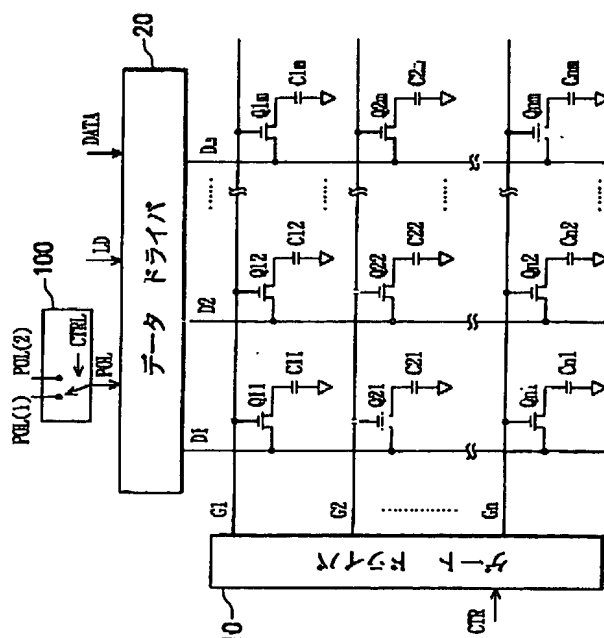 POL(1) POL(2)
100
CTRL
POL
LD
DATA
20
データ ドライバ
D1 D2
G1 Q11 C11 Q12 C12 Q1m C1m
G2 Q21 C21 Q22 C22 Q2m C2m
Gn Qn1 Cn1 Qn2 Cn2 Qnm Cnm
ゲート ドライバ
CTR